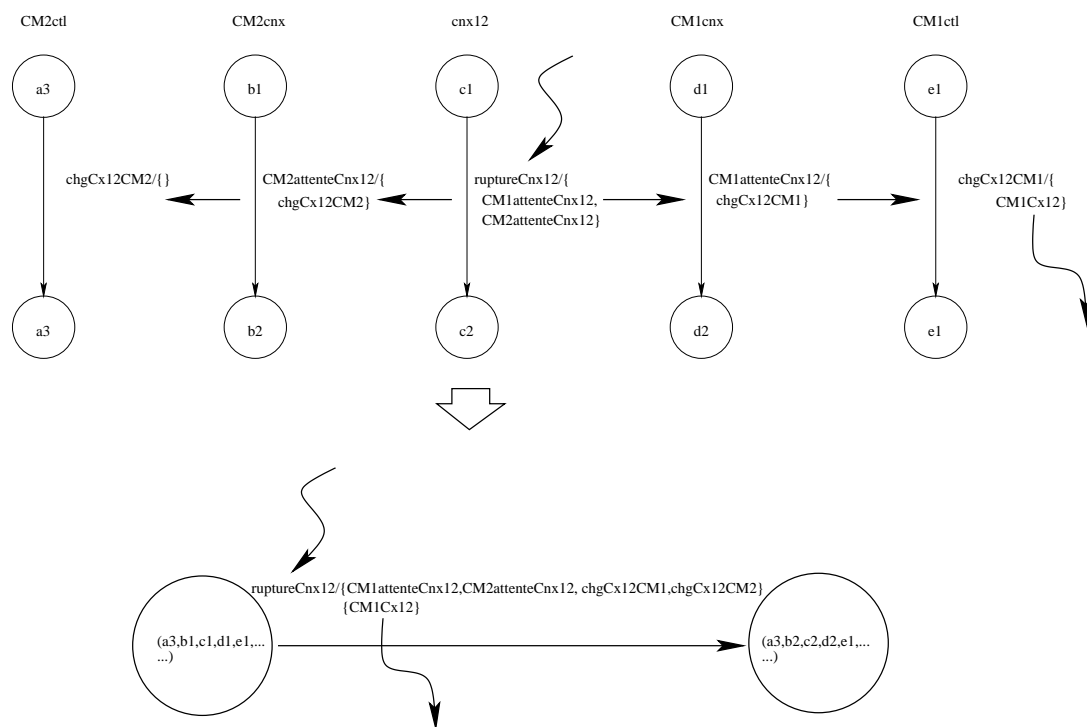 CM2ctl
CM2cnx
cnx12
CM1cnx
CM1ctl
a3
b1
c1
d1
e1
chgCx12CM2/{}
CM2attenteCnx12/{
chgCx12CM2}
ruptureCnx12/{
CM1attenteCnx12,
CM2attenteCnx12}
CM1attenteCnx12/{
chgCx12CM1}
chgCx12CM1/{
CM1Cx12}
a3
b2
c2
d2
e1
ruptureCnx12/{CM1attenteCnx12,CM2attenteCnx12, chgCx12CM1,chgCx12CM2}
{CM1Cx12}
(a3,b1,c1,d1,e1,...
...)
(a3,b2,c2,d2,e1,...
...)